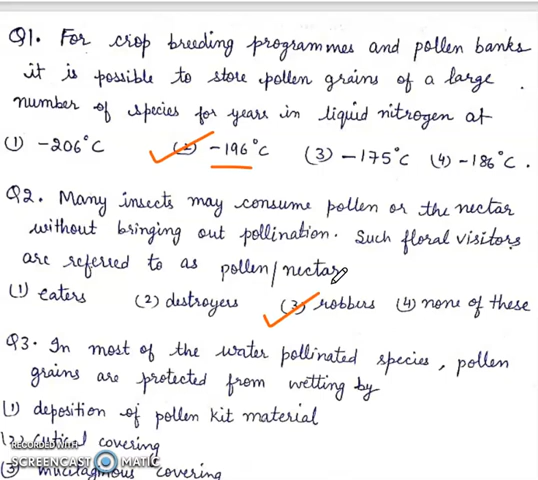 Q1. For crop breeding programmes and pollen banks
it is possible to store pollen grains of a large
number of species for years in liquid nitrogen at
(1) -206°C (2) -196°C (3) -175°C (4) -186°C.
Q2. Many insects may consume pollen or the nectar
without bringing out pollination. Such floral visitors
are referred to as pollen/nectar
(1) eaters (2) destroyers (3) robbers (4) none of these
Q3. In most of the water pollinated species, pollen
grains are protected from wetting by
(1) deposition of pollen kit material
(2) cutical covering
RECORDED WITH
SCREENCAST MATIC
(3) mucilaginous covering